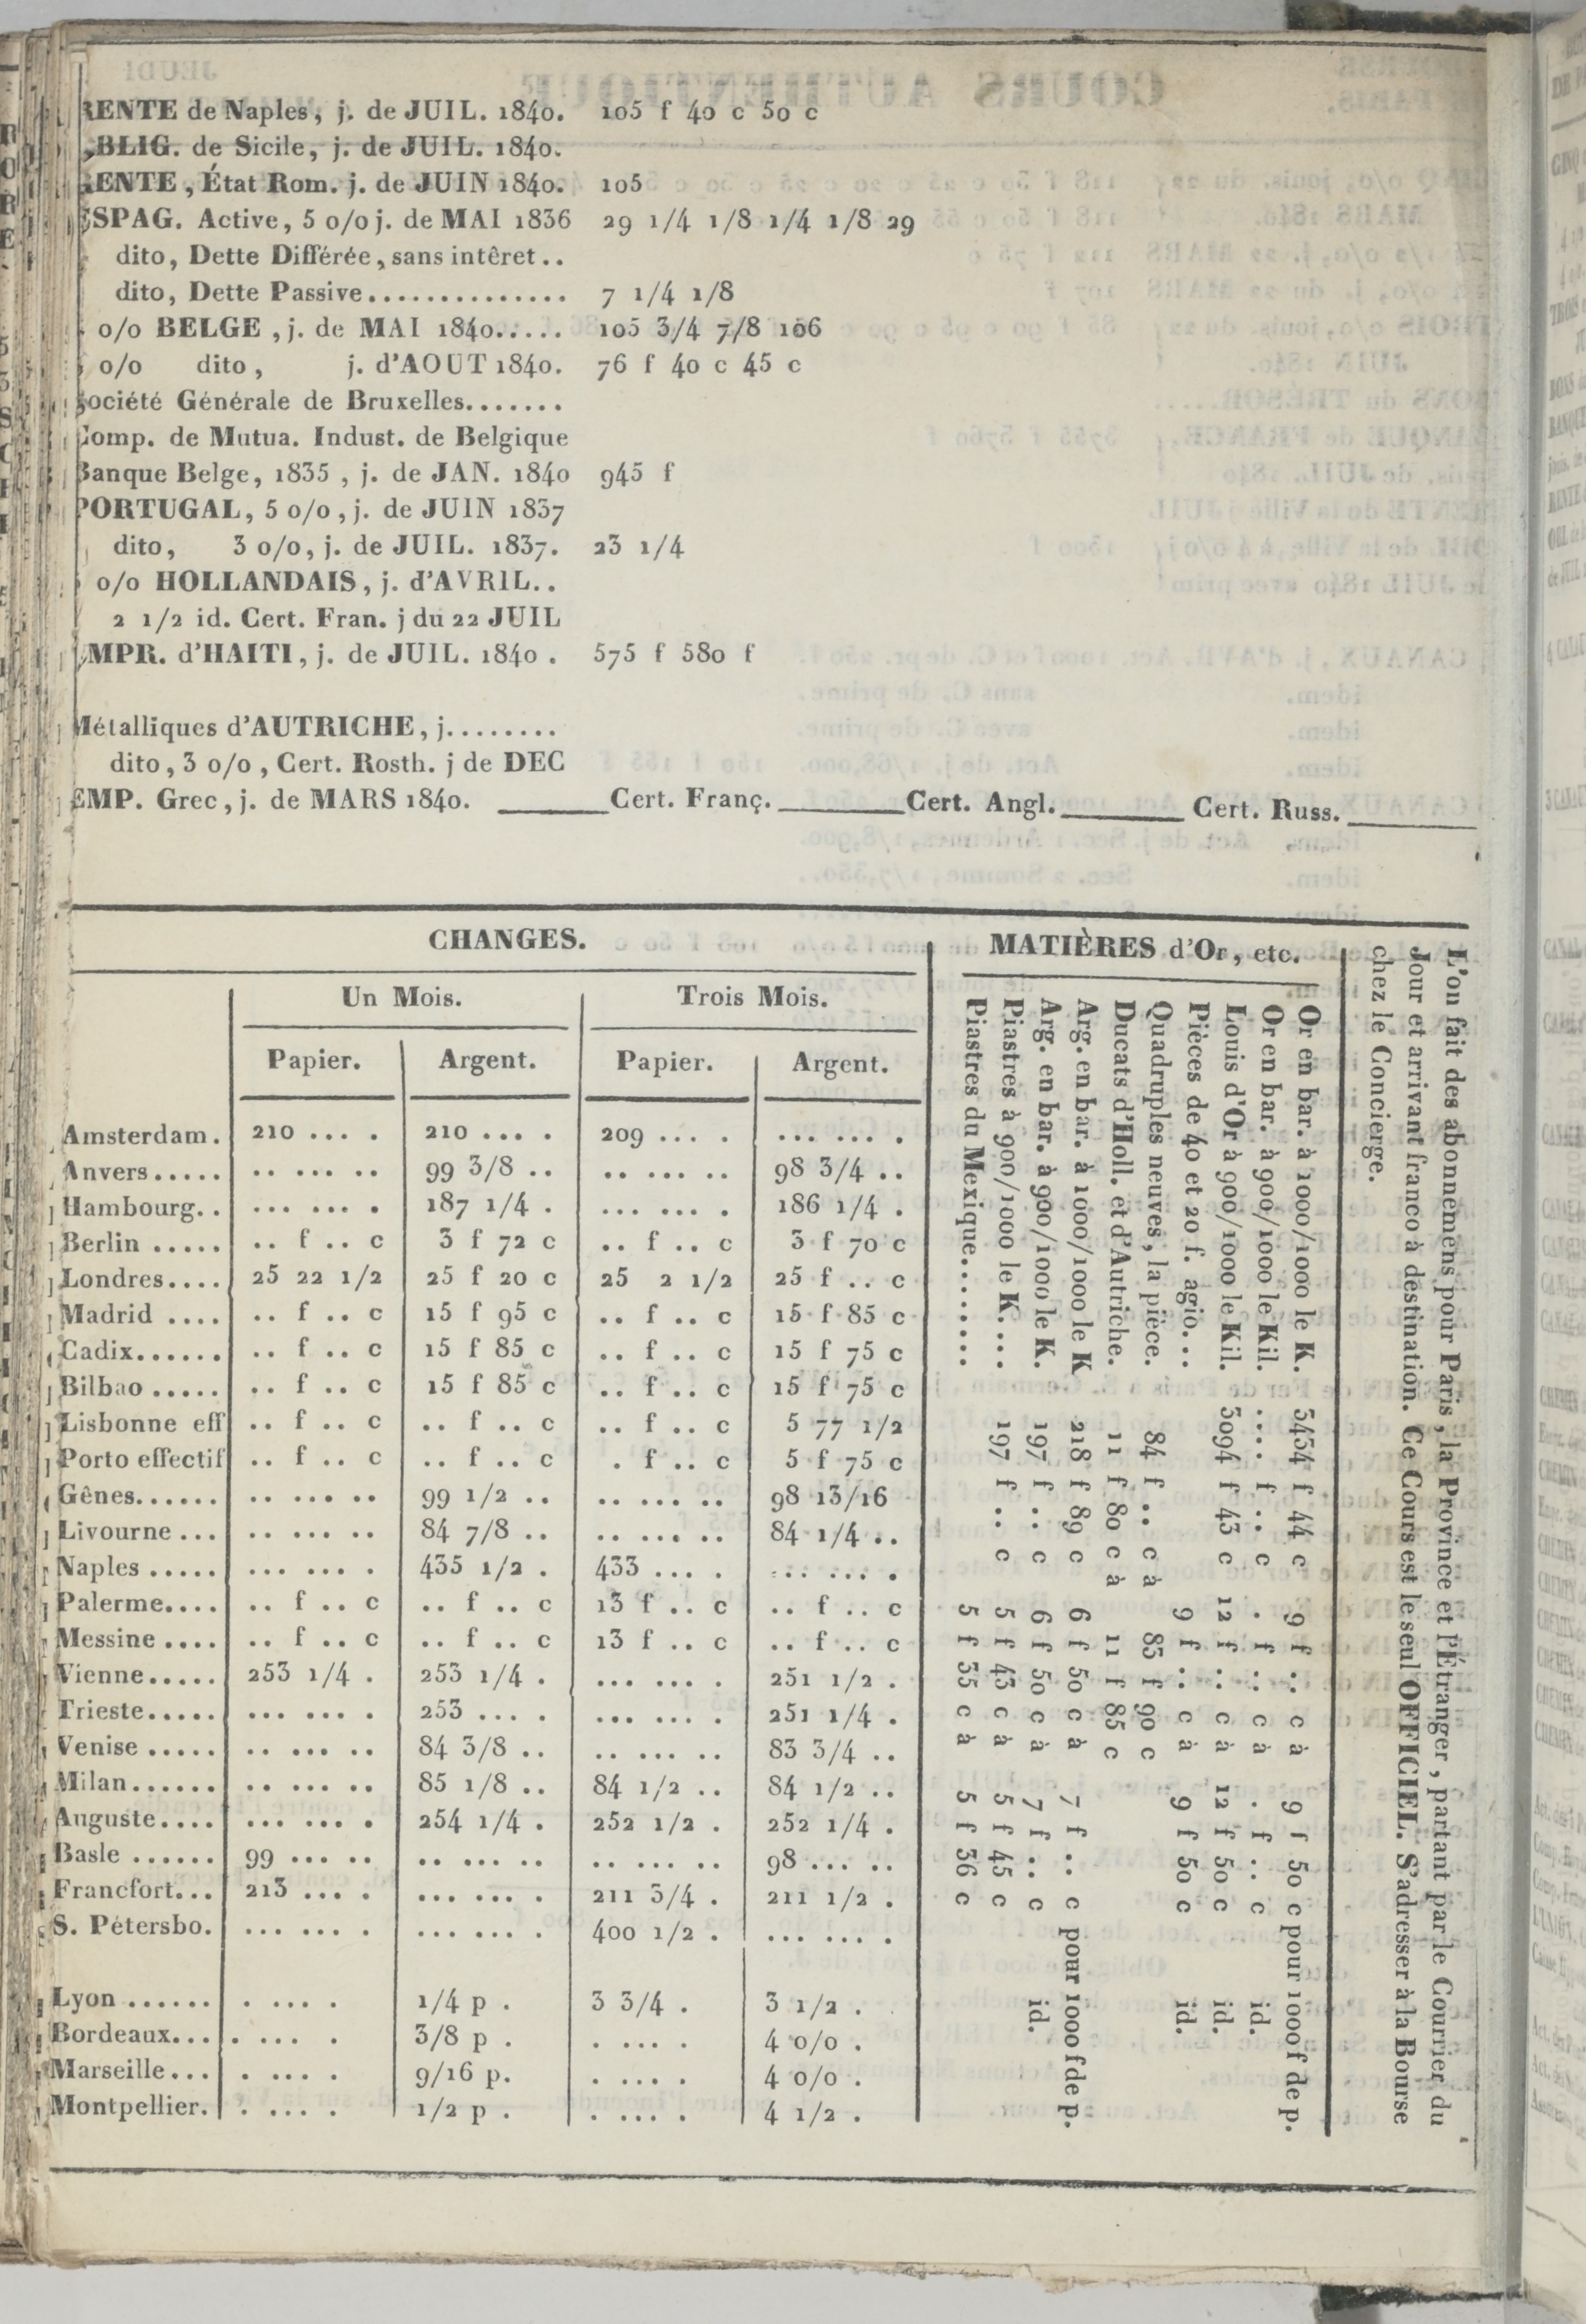 RENTE de Naples, j. de JUIL. 1840. 105 f 40 c 50 c
OBLIG. de Sicile, j. de JUIL. 1840.
RENTE, État Rom. j. de JUIN 1840. 105
ESPAG. Active, 5 o/o j. de MAI 1836 29 1/4 1/8 1/4 1/8 29
dito, Dette Différée, sans intêret..
dito, Dette Passive.............. 7 1/4 1/8
o/o BELGE, j. de MAI 1840..... 105 3/4 7/8 106
o/o dito, j. d'AOUT 1840. 76 f 40 c 45 c
Société Générale de Bruxelles.......
Comp. de Mutua. Indust. de Belgique
Banque Belge, 1835, j. de JAN. 1840 945 f
PORTUGAL, 5 o/o, j. de JUIN 1837
dito, 3 o/o, j. de JUIL. 1837. 23 1/4
o/o HOLLANDAIS, j. d'AVRIL..
2 1/2 id. Cert. Fran. j du 22 JUIL
EMPR. d'HAITI, j. de JUIL. 1840. 575 f 580 f
Métalliques d'AUTRICHE, j........
dito, 3 o/o, Cert. Rosth. j de DEC
EMP. Grec, j. de MARS 1840. ______ Cert. Franç. ______ Cert. Angl. ______ Cert. Russ. ______
CHANGES.
Un Mois. Trois Mois.
Papier. Argent. Papier. Argent.
Amsterdam. 210 ... . 210 ... . 209 ... . ... ... .
Anvers..... .. ... .. 99 3/8 .. .. ... .. 98 3/4 ..
Hambourg.. ... ... . 187 1/4 . ... ... . 186 1/4 .
Berlin ..... .. f .. c 3 f 72 c .. f .. c 3 f 70 c
Londres.... 25 22 1/2 25 f 20 c 25 2 1/2 25 f .. c
Madrid .... .. f .. c 15 f 95 c .. f .. c 15 f 85 c
Cadix...... .. f .. c 15 f 85 c .. f .. c 15 f 75 c
Bilbao ..... .. f .. c 15 f 85 c .. f .. c 15 f 75 c
Lisbonne eff .. f .. c .. f .. c .. f .. c 5 77 1/2
Porto effectif .. f .. c .. f .. c . f .. c 5 f 75 c
Gênes...... .. ... .. 99 1/2 .. .. ... .. 98 13/16
Livourne ... .. ... .. 84 7/8 .. .. ... .. 84 1/4 ..
Naples ..... ... ... . 435 1/2 . 433 ... . ... ... .
Palerme.... .. f .. c .. f .. c 13 f .. c .. f .. c
Messine .... .. f .. c .. f .. c 13 f .. c .. f .. c
Vienne..... 253 1/4 . 253 1/4 . ... ... . 251 1/2 .
Trieste..... ... ... . 253 ... . ... ... . 251 1/4 .
Venise ..... .. ... .. 84 3/8 .. .. ... .. 83 3/4 ..
Milan...... .. ... .. 85 1/8 .. 84 1/2 .. 84 1/2 ..
Auguste.... ... ... . 254 1/4 . 252 1/2 . 252 1/4 .
Basle ...... 99 ... .. .. ... .. .. ... .. 98 ... ..
Francfort... 213 ... . ... ... . 211 3/4 . 211 1/2 .
S. Pétersbo. ... ... . ... ... . 400 1/2 . ... ... .
Lyon ...... . ... . 1/4 p . 3 3/4 . 3 1/2 .
Bordeaux... . ... . 3/8 p . . ... . 4 o/o .
Marseille... . ... . 9/16 p. . ... . 4 o/o .
Montpellier. . ... . 1/2 p . . ... . 4 1/2 .
MATIÈRES d'Or, etc.
Or en bar. à 1000/1000 le K. 3434 f 44 c 9 f .. c à 9 f 50 c pour 1000 f de p.
Or en bar. à 900/1000 le Kil. .... f .. c . f .. c à . f .. c id.
Louis d'Or à 900/1000 le Kil. 3094 f 43 c 12 f .. c à 12 f 50 c id.
Pièces de 40 et 20 f. agio... 9 f .. c à 9 f 50 c id.
Quadruples neuves, la pièce. 84 f .. c à 83 f 90 c
Ducats d'Holl. et d'Autriche. 11 f 80 c à 11 f 85 c
Arg. en bar. à 1000/1000 le K 218 f 89 c 6 f 50 c à 7 f .. c pour 1000 f de p.
Arg. en bar. à 900/1000 le K. 197 f .. c 6 f 50 c à 7 f .. c id.
Piastres à 900/1000 le K.... 197 f .. c 5 f 43 c à 5 f 45 c
Piastres du Mexique........ 5 f 35 c à 5 f 36 c
L'on fait des abonnemens pour Paris, la Province et l'Étranger, partant par le Courrier du
Jour et arrivant franco à destination. Ce Cours est le seul OFFICIEL. S'adresser à la Bourse
chez le Concierge.